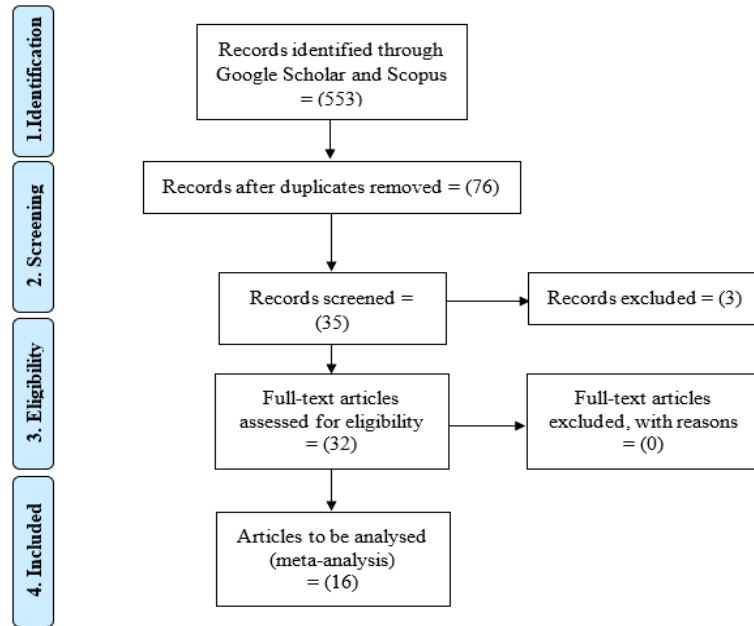 1.Identification
Records identified through
Google Scholar and Scopus
= (553)
2. Screening
Records after duplicates removed = (76)
Records screened =
(35)
Records excluded = (3)
3. Eligibility
Full-text articles
assessed for eligibility
= (32)
Full-text articles
excluded, with reasons
= (0)
4. Included
Articles to be analysed
(meta-analysis)
= (16)